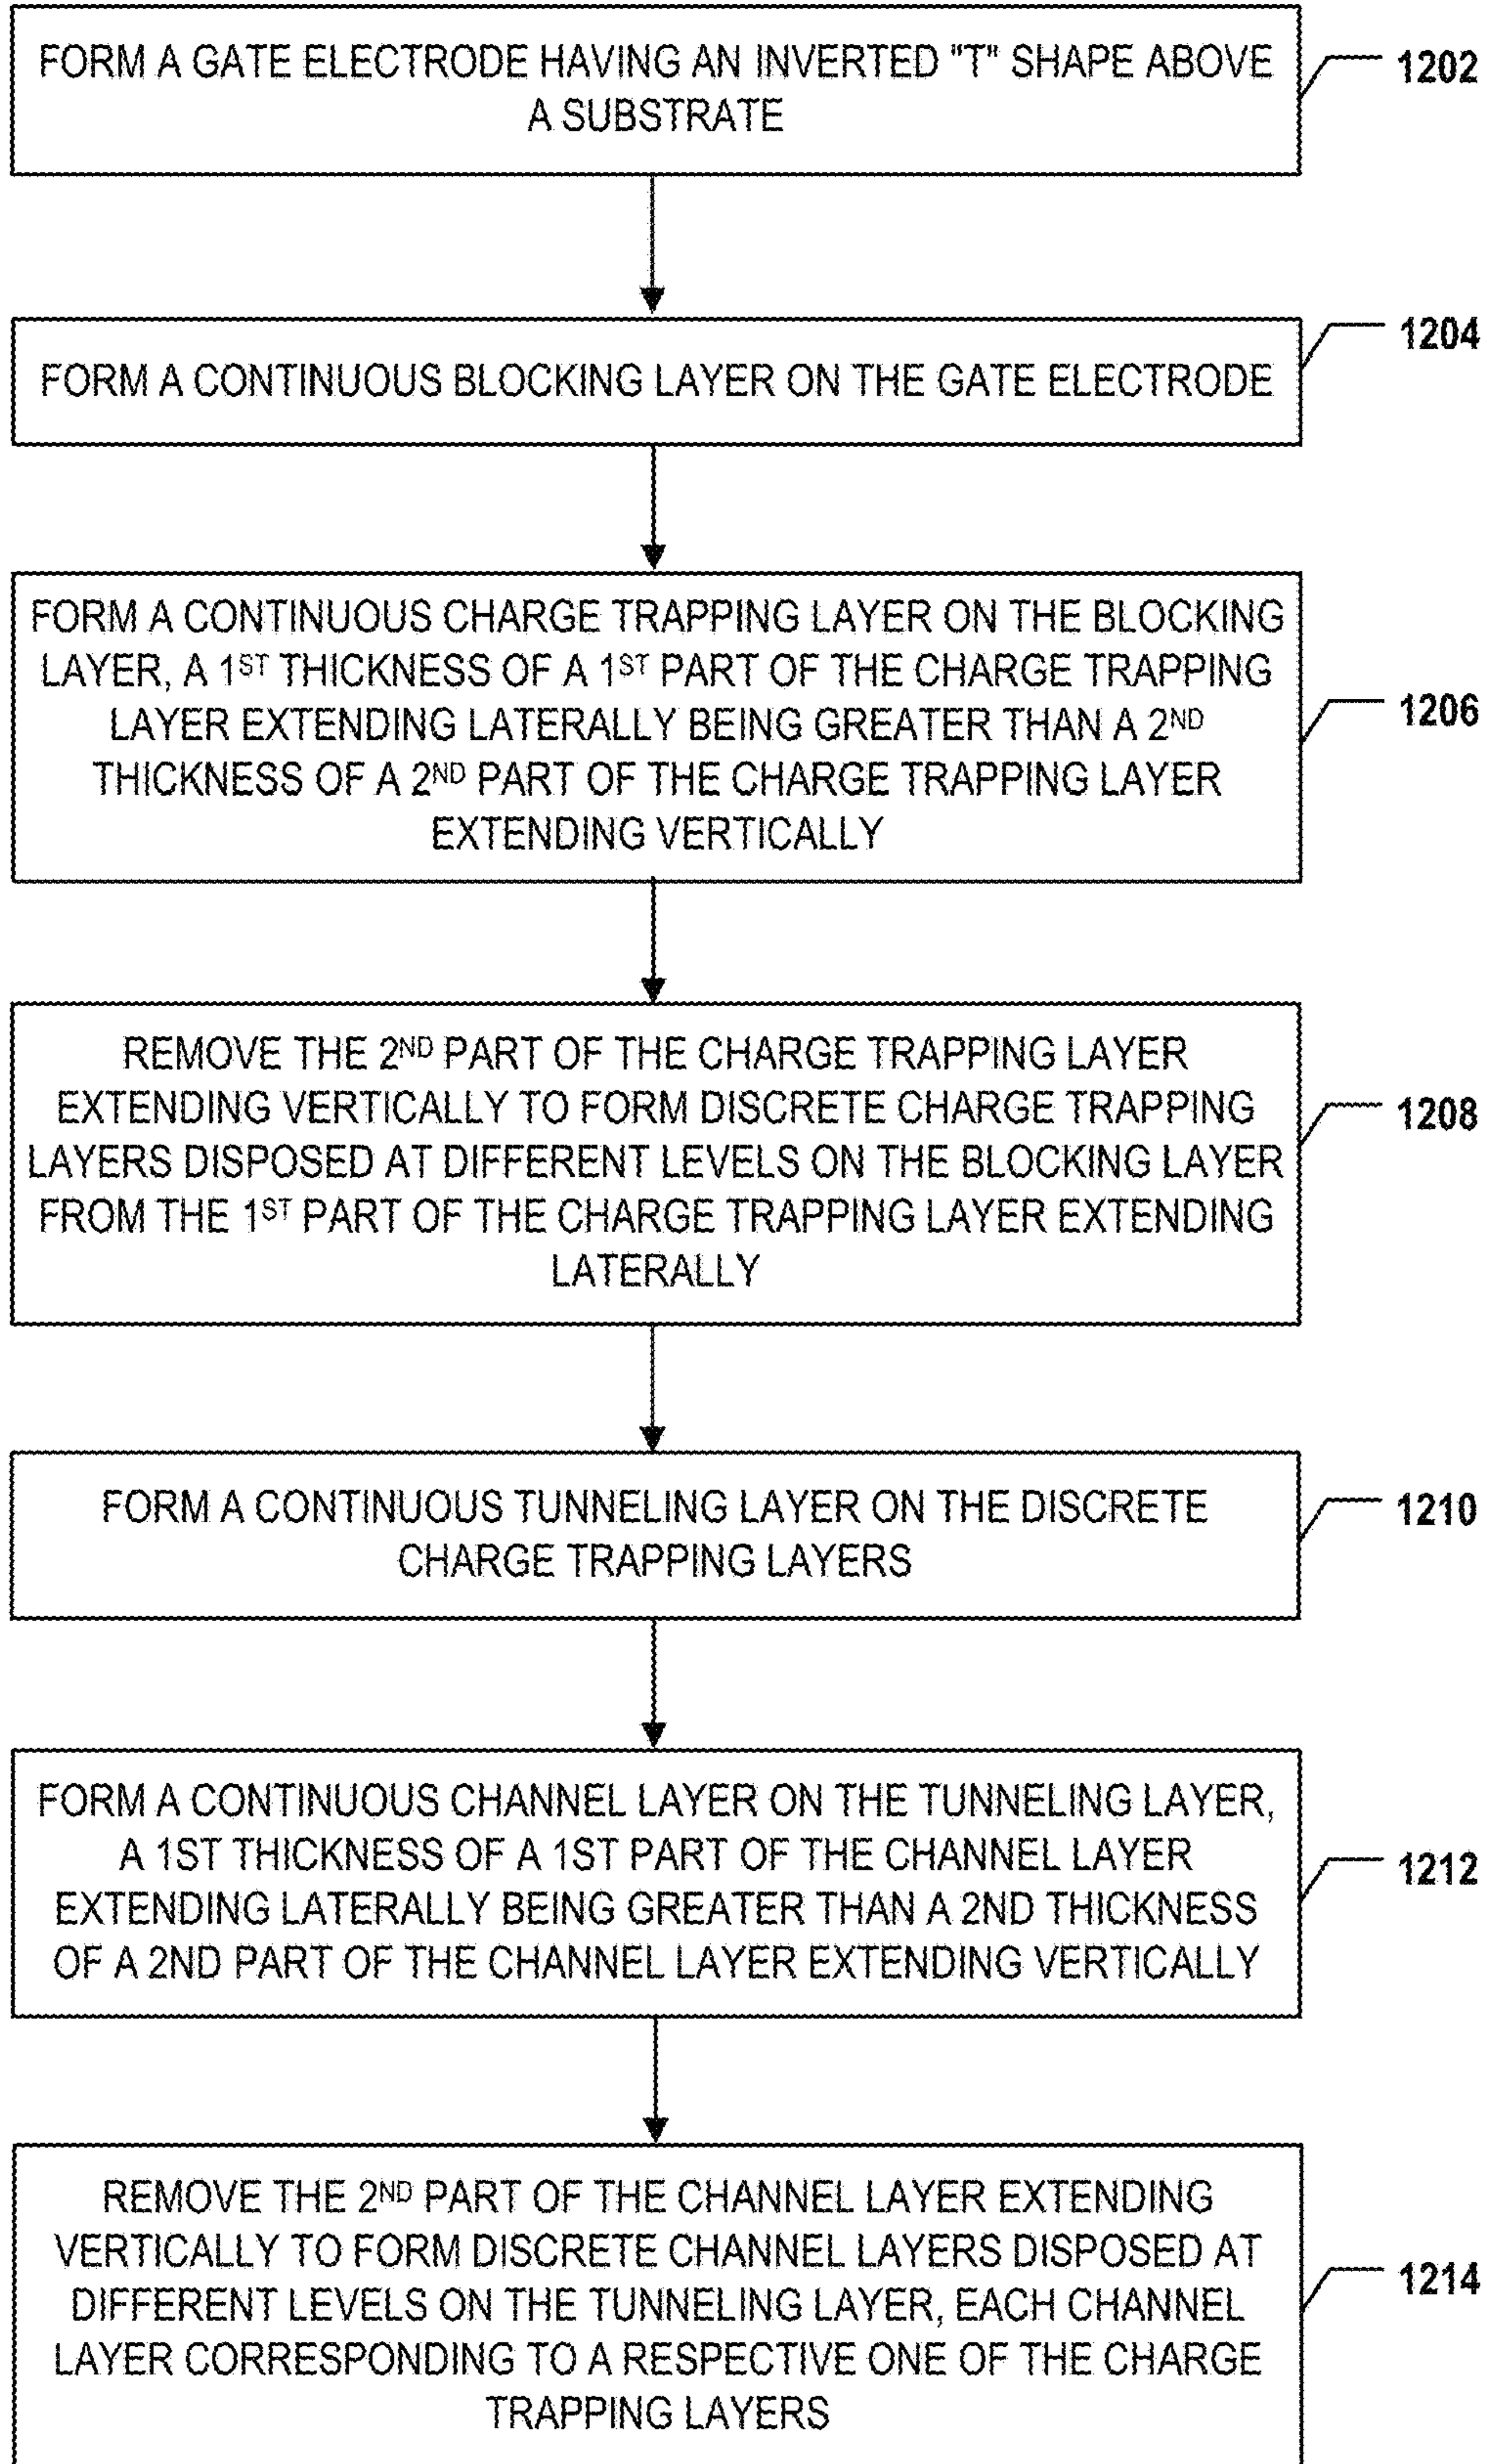 FORM A GATE ELECTRODE HAVING AN INVERTED "T" SHAPE ABOVE
A SUBSTRATE
1202
FORM A CONTINUOUS BLOCKING LAYER ON THE GATE ELECTRODE
1204
FORM A CONTINUOUS CHARGE TRAPPING LAYER ON THE BLOCKING
LAYER, A 1ST THICKNESS OF A 1ST PART OF THE CHARGE TRAPPING
LAYER EXTENDING LATERALLY BEING GREATER THAN A 2ND
THICKNESS OF A 2ND PART OF THE CHARGE TRAPPING LAYER
EXTENDING VERTICALLY
1206
REMOVE THE 2ND PART OF THE CHARGE TRAPPING LAYER
EXTENDING VERTICALLY TO FORM DISCRETE CHARGE TRAPPING
LAYERS DISPOSED AT DIFFERENT LEVELS ON THE BLOCKING LAYER
FROM THE 1ST PART OF THE CHARGE TRAPPING LAYER EXTENDING
LATERALLY
1208
FORM A CONTINUOUS TUNNELING LAYER ON THE DISCRETE
CHARGE TRAPPING LAYERS
1210
FORM A CONTINUOUS CHANNEL LAYER ON THE TUNNELING LAYER,
A 1ST THICKNESS OF A 1ST PART OF THE CHANNEL LAYER
EXTENDING LATERALLY BEING GREATER THAN A 2ND THICKNESS
OF A 2ND PART OF THE CHANNEL LAYER EXTENDING VERTICALLY
1212
REMOVE THE 2ND PART OF THE CHANNEL LAYER EXTENDING
VERTICALLY TO FORM DISCRETE CHANNEL LAYERS DISPOSED AT
DIFFERENT LEVELS ON THE TUNNELING LAYER, EACH CHANNEL
LAYER CORRESPONDING TO A RESPECTIVE ONE OF THE CHARGE
TRAPPING LAYERS
1214